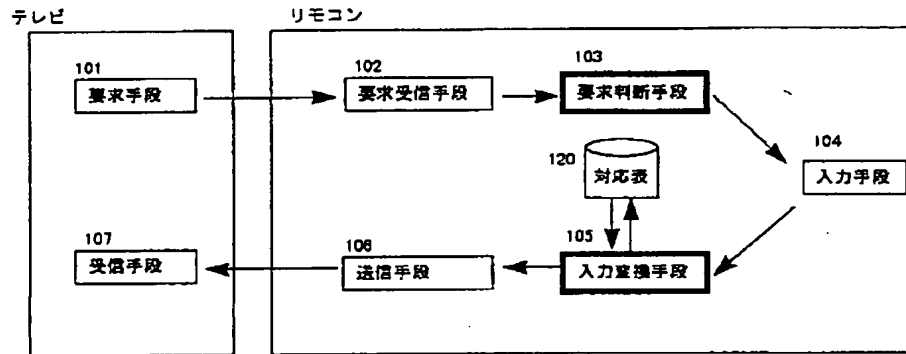 テレビ
リモコン
101
要求手段
102
要求受信手段
103
要求判断手段
104
入力手段
120
対応表
105
入力変換手段
106
送信手段
107
受信手段